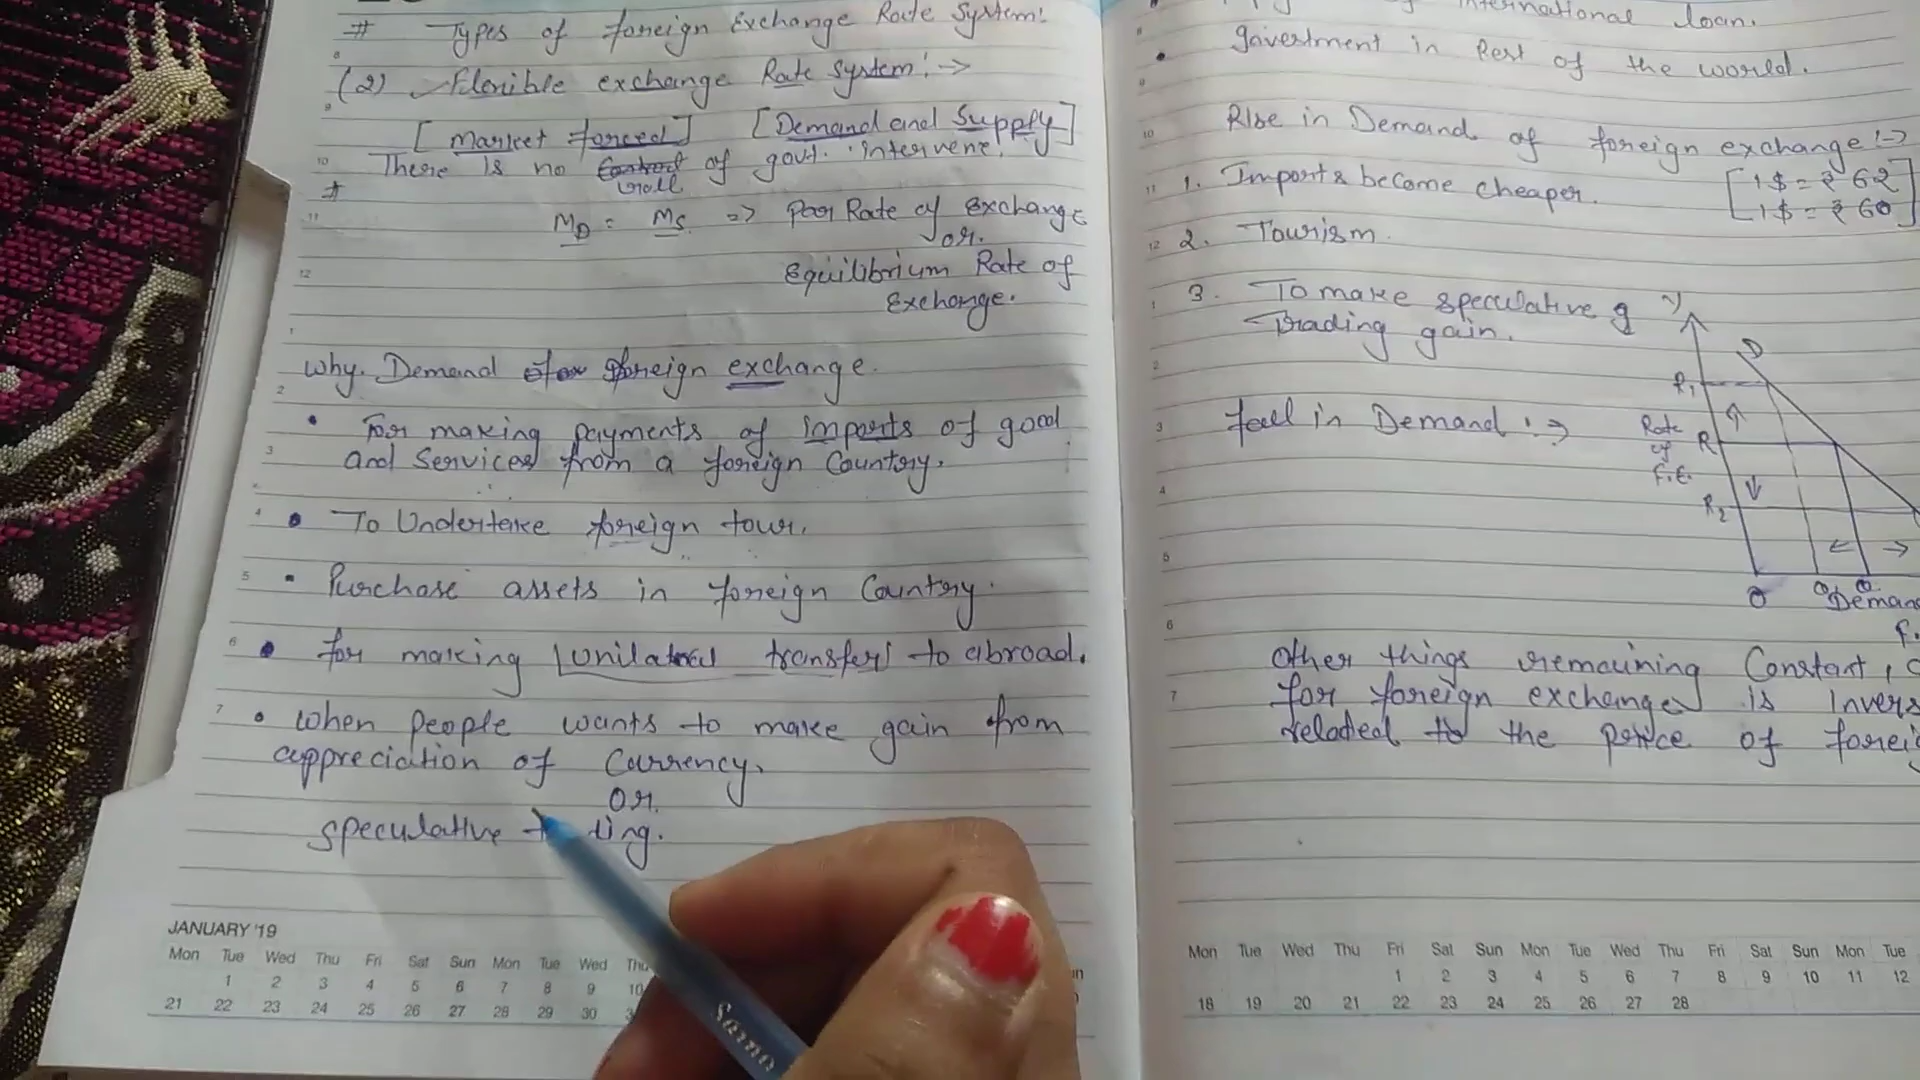 # Types of foreign Exchange Rate System:
(2) Flexible exchange Rate System:→
[Market forced] [Demand and Supply]
There is no Control of govt. intervene.
roll
#
MD = MS => Par Rate of Exchange
or.
Equilibrium Rate of
Exchange.
Why. Demand for foreign exchange.
• For making payments of imports of good
and services from a foreign Country.
• To Undertake foreign tour.
• Purchase assets in foreign Country.
• for making unilateral transfer to abroad.
• When people wants to make gain from
appreciation of Currency.
or.
speculative
JANUARY '19
Mon Tue Wed Thu Fri Sat Sun Mon Tue Wed Thu
1 2 3 4 5 6 7 8 9 10
21 22 23 24 25 26 27 28 29 30
international loan.
• Investment in Rest of the world.
Rise in Demand of foreign exchange:→
1. Imports become cheaper. [1$ = ₹ 62
1$ = ₹ 60]
2. Tourism.
3. To make speculative
Trading gain.
fall in Demand :→
y
D
R1
Rate
of
F.E.
R
R2
O
Deman
Other things remaining Constant,
for foreign exchange is Invers
related to the price of foreig
Mon Tue Wed Thu Fri Sat Sun Mon Tue Wed Thu Fri Sat Sun Mon Tue
1 2 3 4 5 6 7 8 9 10 11 12
18 19 20 21 22 23 24 25 26 27 28